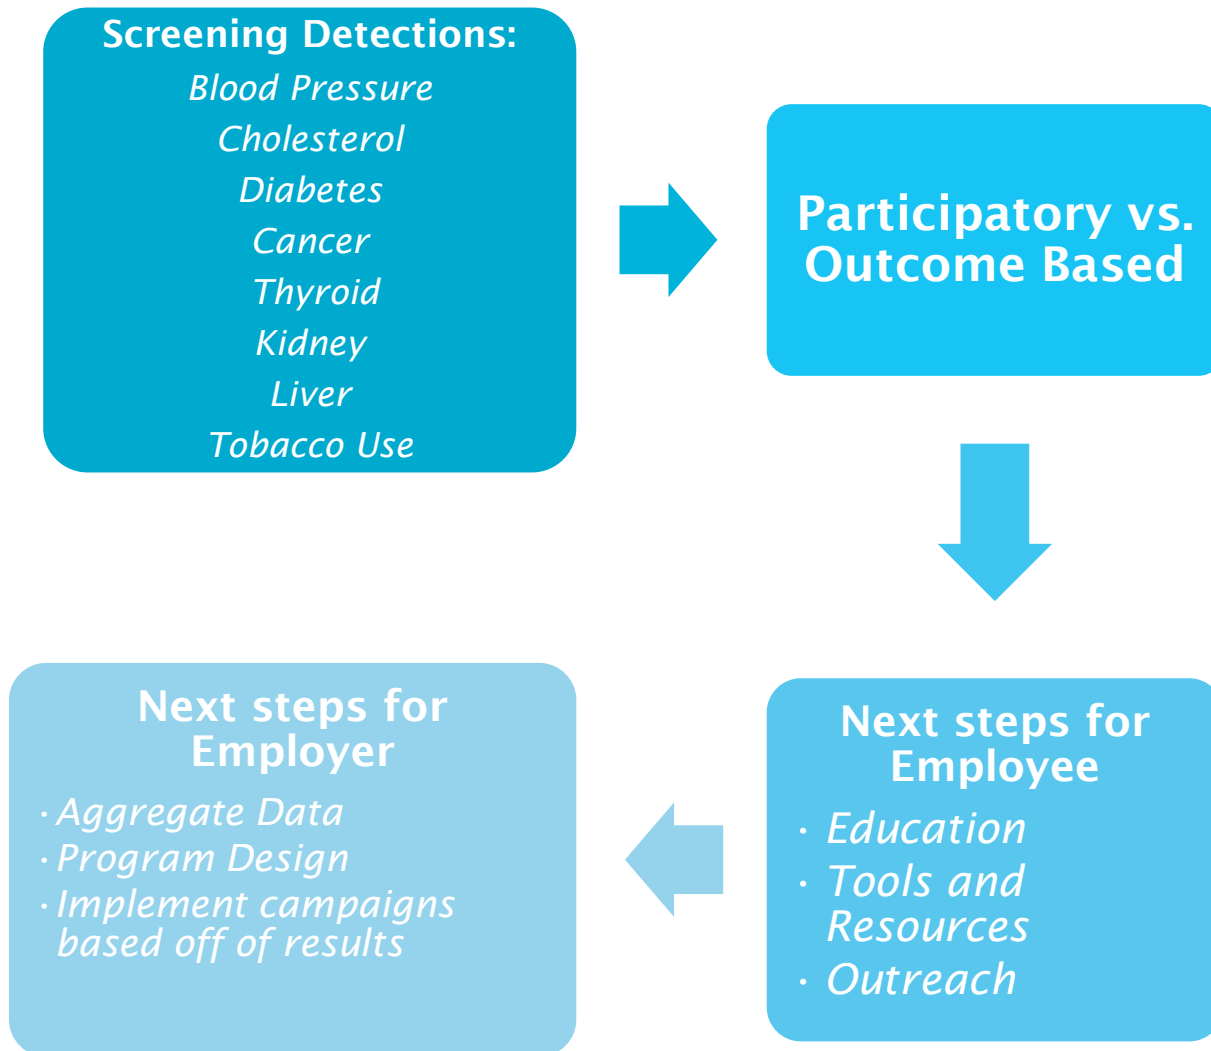 Screening Detections:
Blood Pressure
Cholesterol
Diabetes
Cancer
Thyroid
Kidney
Liver
Tobacco Use
Participatory vs.
Outcome Based
Next steps for
Employee
· Education
· Tools and
Resources
· Outreach
Next steps for
Employer
· Aggregate Data
· Program Design
· Implement campaigns
based off of results